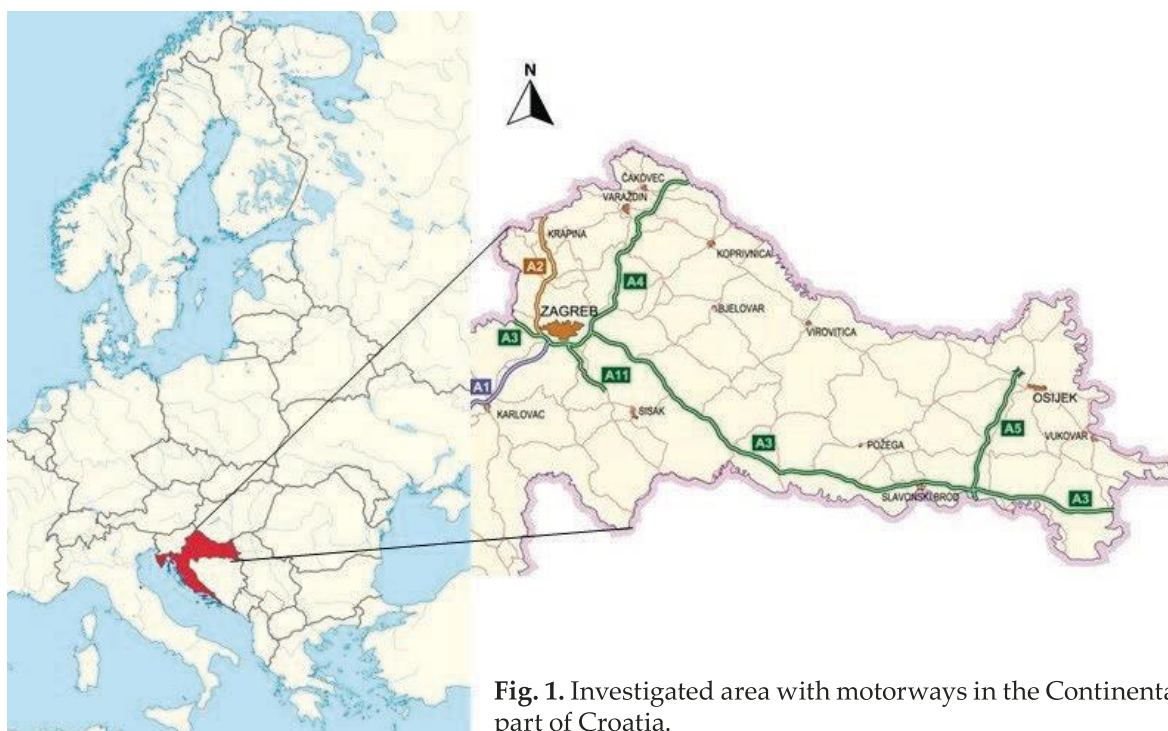 N
ČAKOVEC
VARAŽDIN
KRAPINA
KOPRIVNICA
A2
A4
ZAGREB
BJELOVAR
VIROVITICA
A3
A11
A1
KARLOVAC
SISAK
OSIJEK
A5
VUKOVAR
A3
POŽEGA
SLAVONSKI BROD
A3
Fig. 1. Investigated area with motorways in the Continenta
part of Croatia.